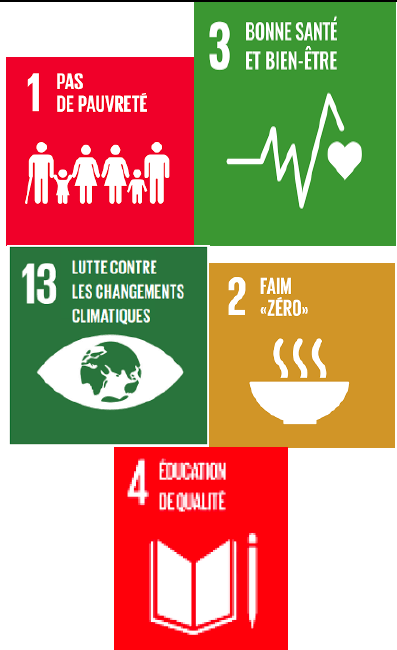 1 PAS
DE PAUVRETÉ
3 BONNE SANTÉ
ET BIEN-ÊTRE
13 LUTTE CONTRE
LES CHANGEMENTS
CLIMATIQUES
2 FAIM
«ZÉRO»
4 ÉDUCATION
DE QUALITÉ